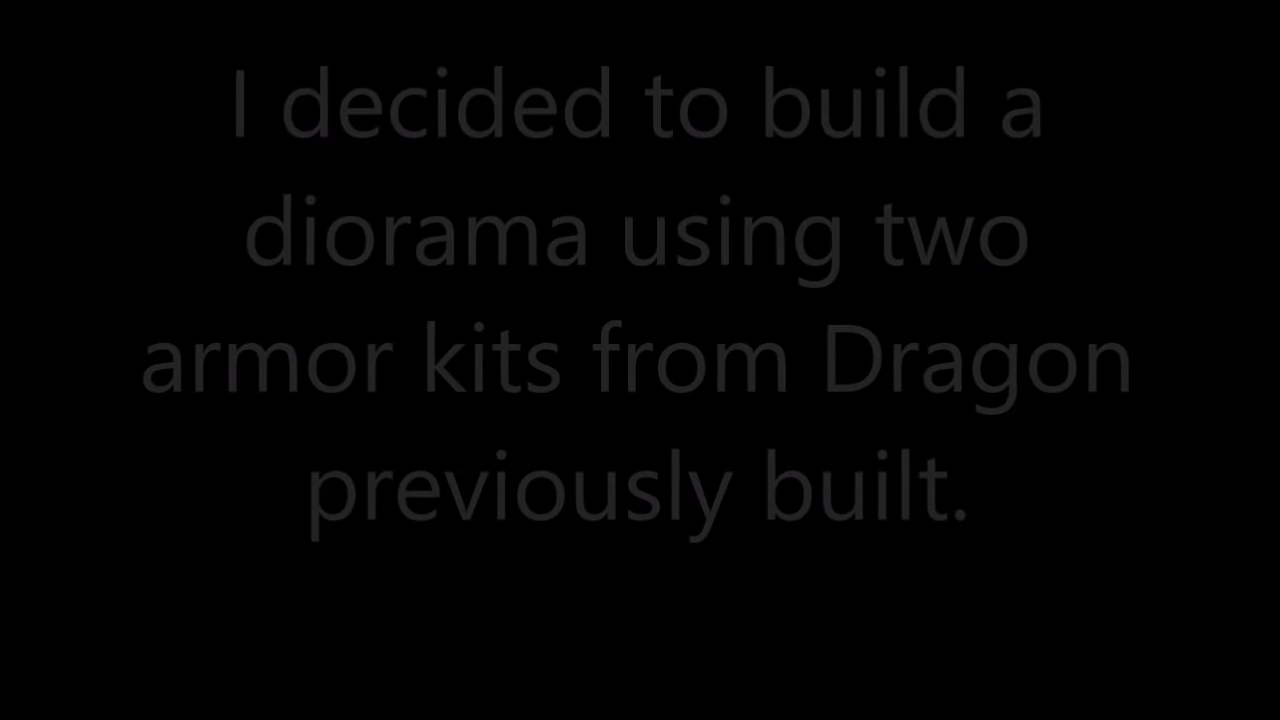 I decided to build a
diorama using two
armor kits from Dragon
previously built.